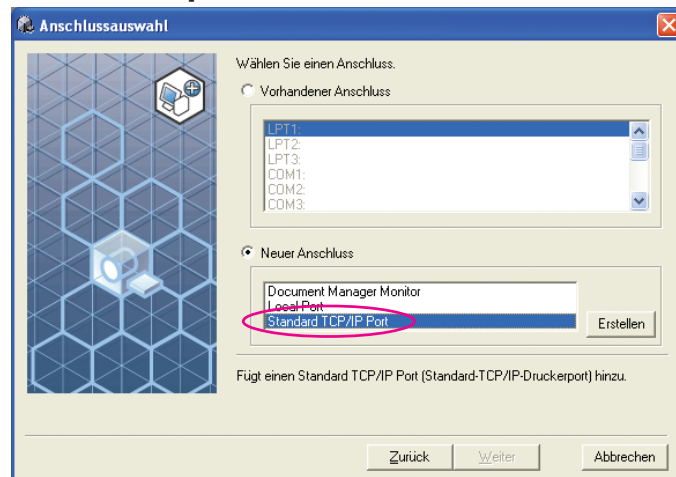 Anschlussauswahl
Wählen Sie einen Anschluss.
Vorhandener Anschluss
LPT1:
LPT2:
LPT3:
COM1:
COM2:
COM3:
Neuer Anschluss
Document Manager Monitor
Local Port
Standard TCP/IP Port
Erstellen
Fügt einen Standard TCP/IP Port (Standard-TCP/IP-Druckerport) hinzu.
Zurück Weiter Abbrechen